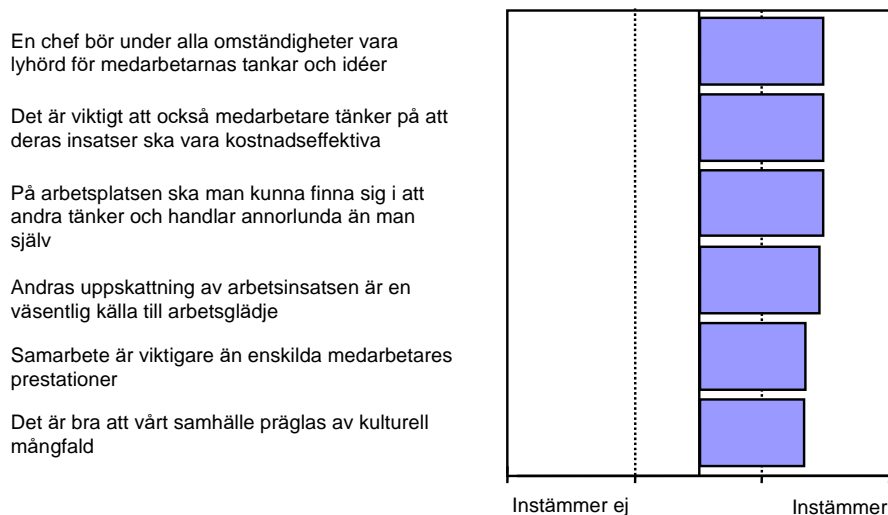 En chef bör under alla omständigheter vara
lyhörd för medarbetarnas tankar och idéer
Det är viktigt att också medarbetare tänker på att
deras insatser ska vara kostnadseffektiva
På arbetsplatsen ska man kunna finna sig i att
andra tänker och handlar annorlunda än man
själv
Andras uppskattning av arbetsinsatsen är en
väsentlig källa till arbetsglädje
Samarbete är viktigare än enskilda medarbetares
prestationer
Det är bra att vårt samhälle präglas av kulturell
mångfald
Instämmer ej
Instämmer